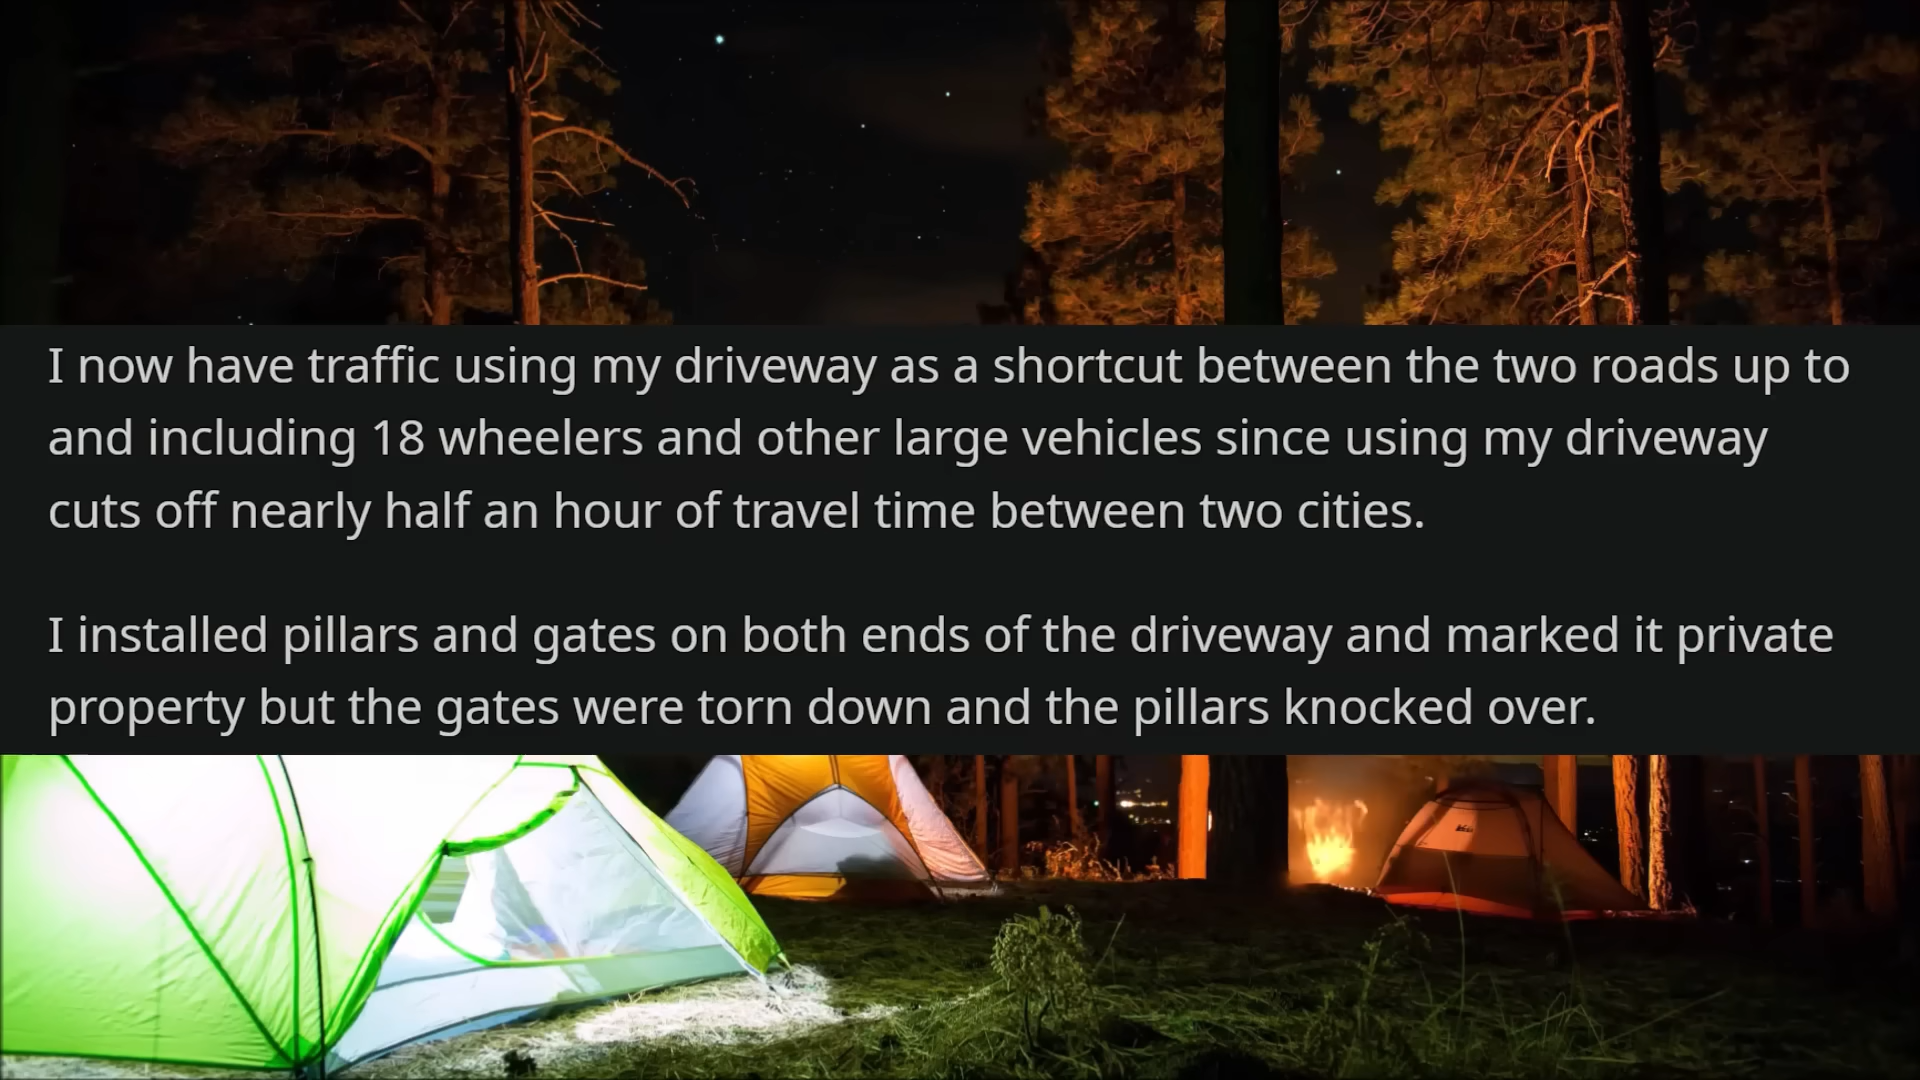 I now have traffic using my driveway as a shortcut between the two roads up to
and including 18 wheelers and other large vehicles since using my driveway
cuts off nearly half an hour of travel time between two cities.
I installed pillars and gates on both ends of the driveway and marked it private
property but the gates were torn down and the pillars knocked over.